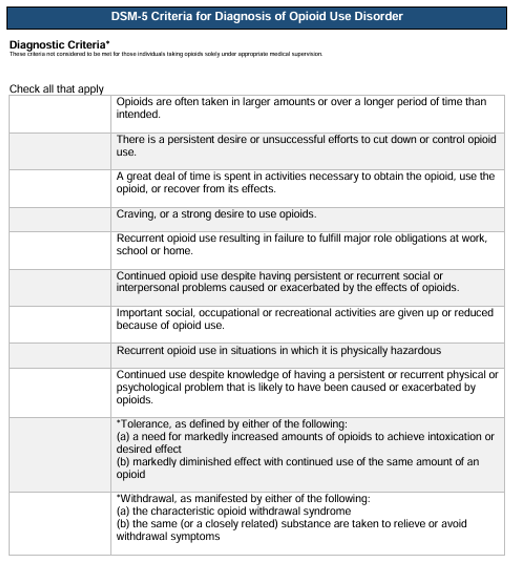 DSM-5 Criteria for Diagnosis of Opioid Use Disorder
Diagnostic Criteria*
These criteria not considered to be met for those individuals taking opioids solely under appropriate medical supervision.
Check all that apply
Opioids are often taken in larger amounts or over a longer period of time than
intended.
There is a persistent desire or unsuccessful efforts to cut down or control opioid
use.
A great deal of time is spent in activities necessary to obtain the opioid, use the
opioid, or recover from its effects.
Craving, or a strong desire to use opioids.
Recurrent opioid use resulting in failure to fulfill major role obligations at work,
school or home.
Continued opioid use despite having persistent or recurrent social or
interpersonal problems caused or exacerbated by the effects of opioids.
Important social, occupational or recreational activities are given up or reduced
because of opioid use.
Recurrent opioid use in situations in which it is physically hazardous
Continued use despite knowledge of having a persistent or recurrent physical or
psychological problem that is likely to have been caused or exacerbated by
opioids.
*Tolerance, as defined by either of the following:
(a) a need for markedly increased amounts of opioids to achieve intoxication or
desired effect
(b) markedly diminished effect with continued use of the same amount of an
opioid
*Withdrawal, as manifested by either of the following:
(a) the characteristic opioid withdrawal syndrome
(b) the same (or a closely related) substance are taken to relieve or avoid
withdrawal symptoms